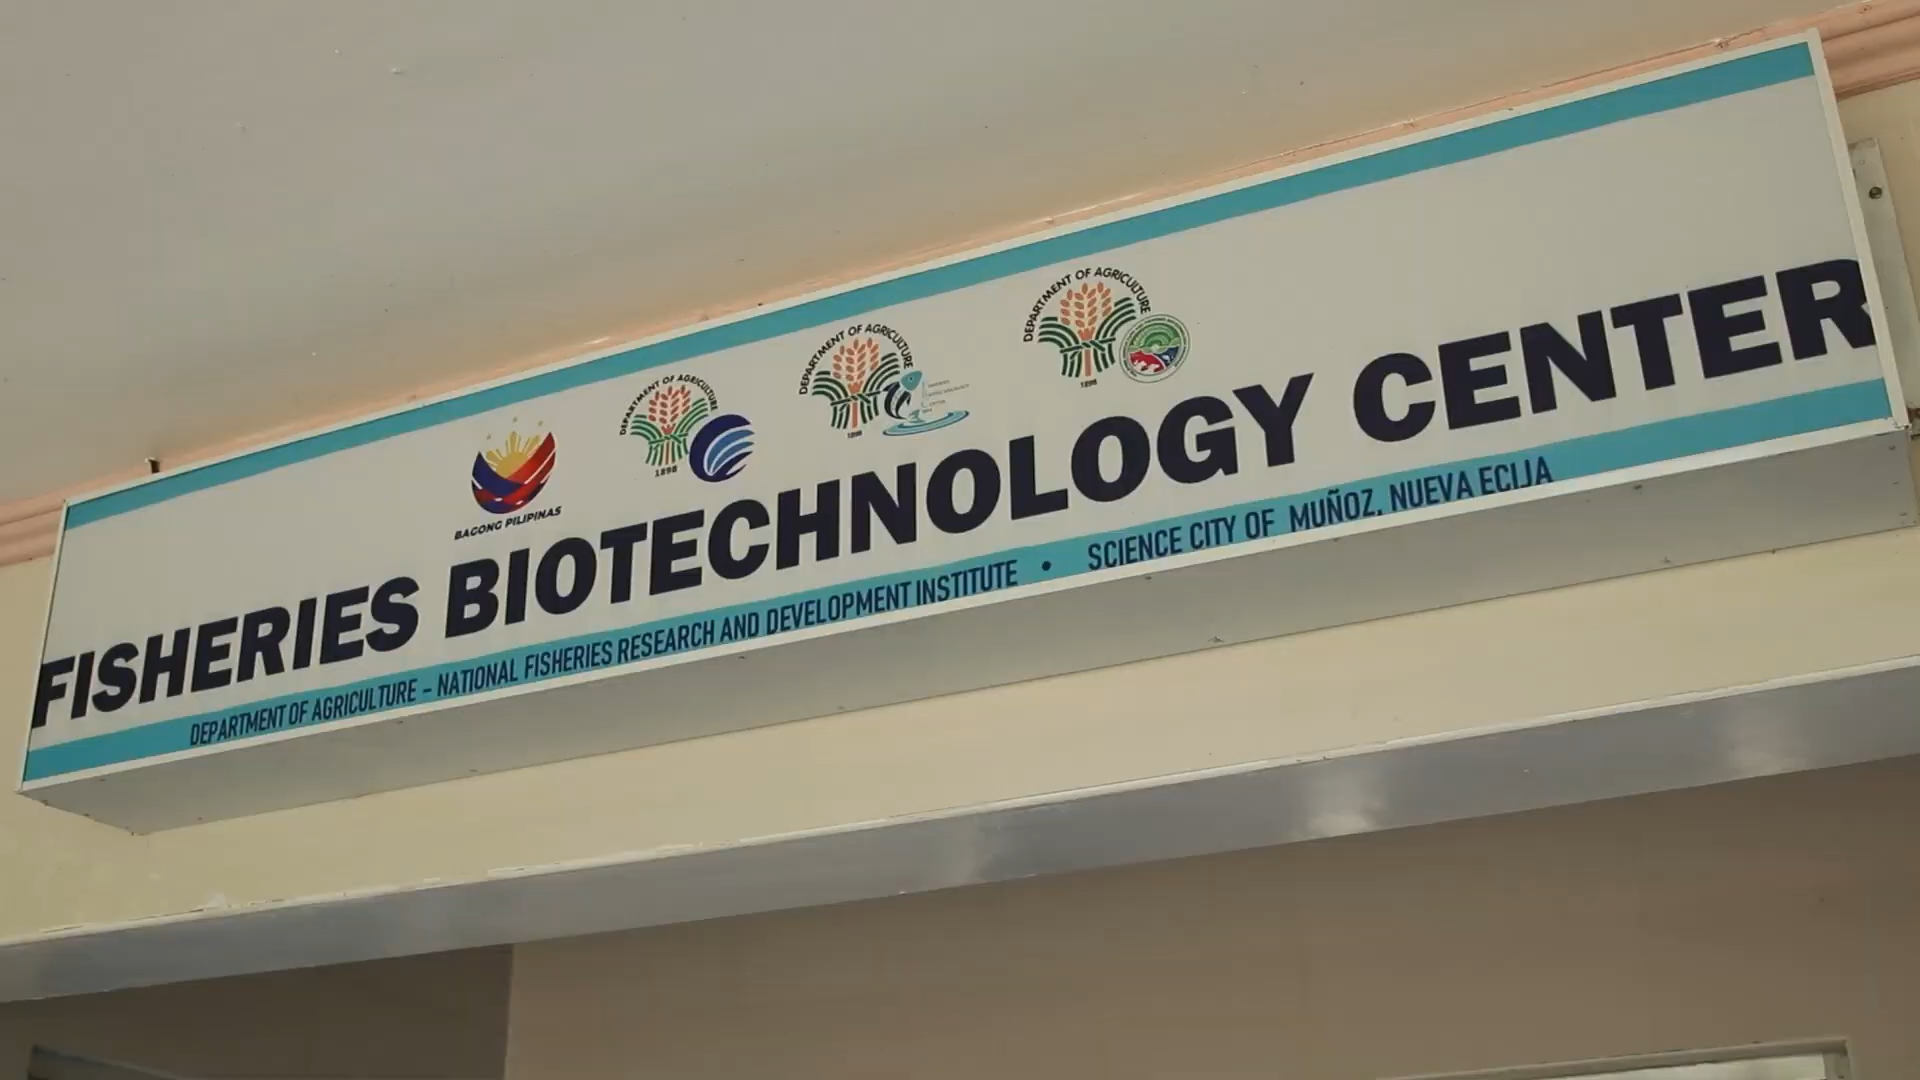 DEPARTMENT OF AGRICULTURE
1898
DEPARTMENT OF AGRICULTURE
1898
DEPARTMENT OF AGRICULTURE
1898
BAGONG PILIPINAS
FISHERIES BIOTECHNOLOGY CENTER
DEPARTMENT OF AGRICULTURE – NATIONAL FISHERIES RESEARCH AND DEVELOPMENT INSTITUTE • SCIENCE CITY OF MUÑOZ, NUEVA ECIJA